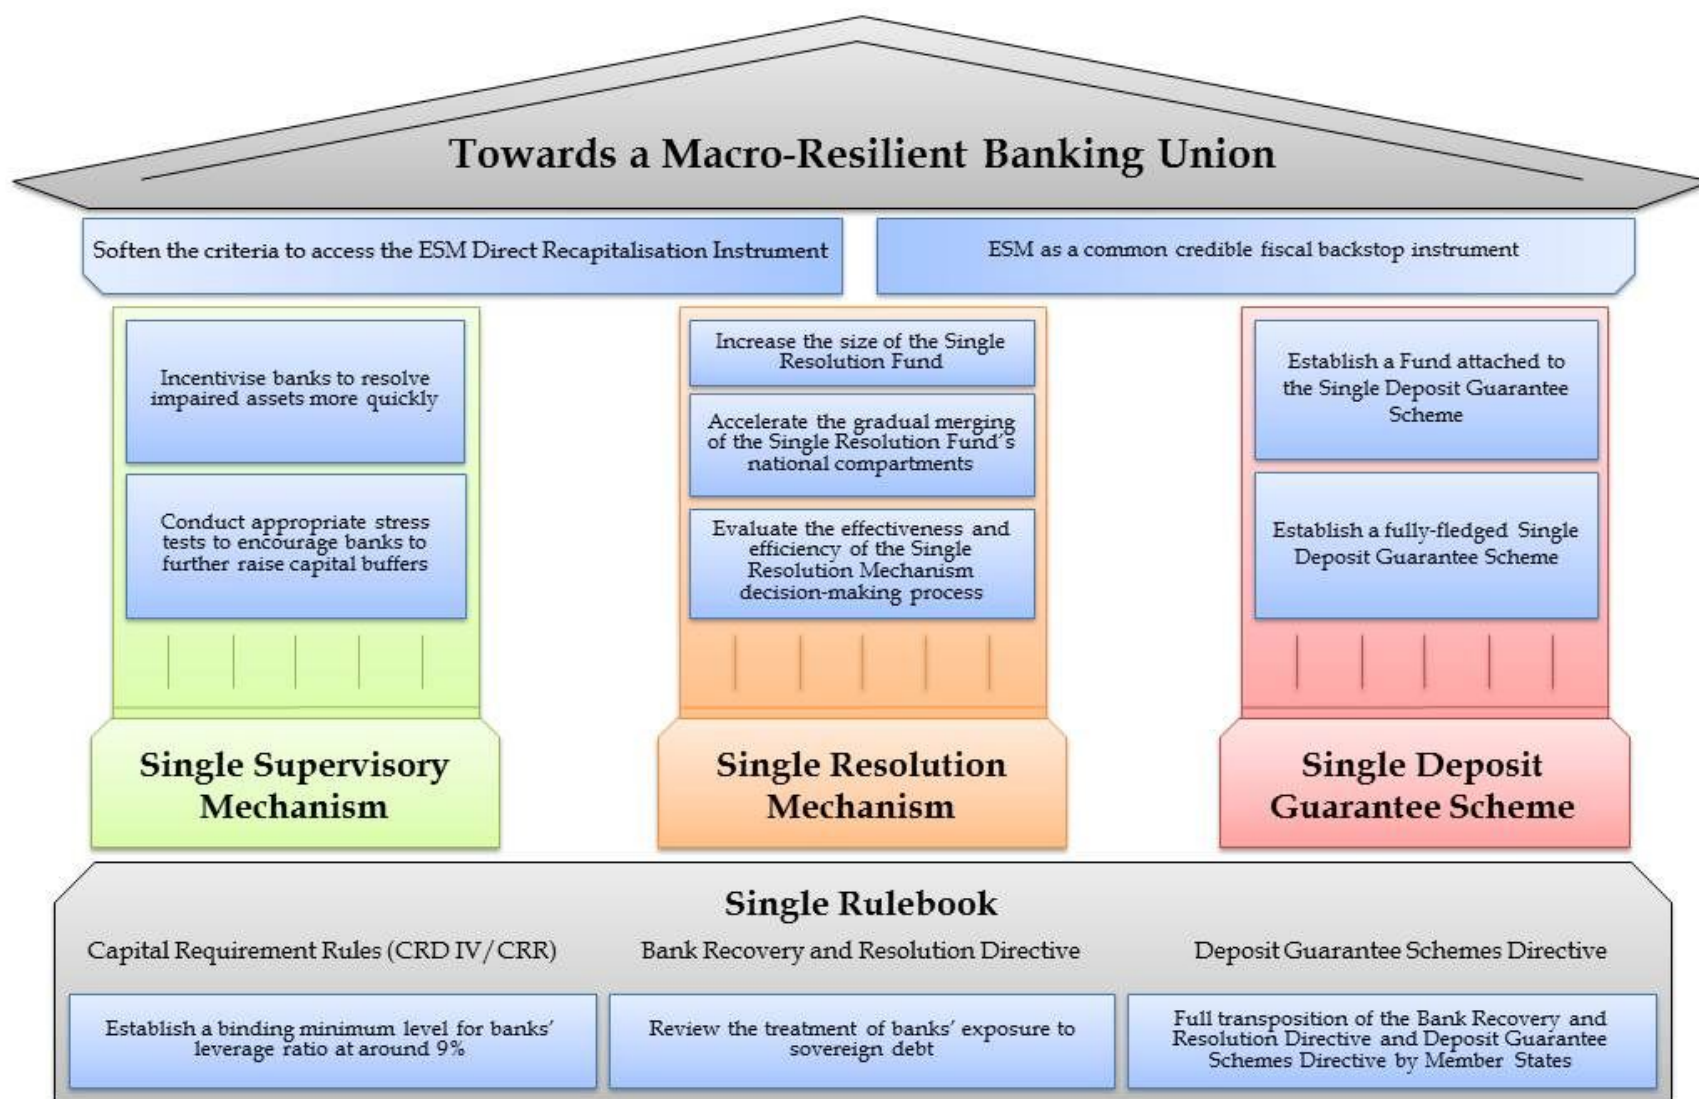 Towards a Macro-Resilient Banking Union
Soften the criteria to access the ESM Direct Recapitalisation Instrument
ESM as a common credible fiscal backstop instrument
Incentivise banks to resolve
impaired assets more quickly
Conduct appropriate stress
tests to encourage banks to
further raise capital buffers
Single Supervisory
Mechanism
Increase the size of the Single
Resolution Fund
Accelerate the gradual merging
of the Single Resolution Fund's
national compartments
Evaluate the effectiveness and
efficiency of the Single
Resolution Mechanism
decision-making process
Single Resolution
Mechanism
Establish a Fund attached to
the Single Deposit Guarantee
Scheme
Establish a fully-fledged Single
Deposit Guarantee Scheme
Single Deposit
Guarantee Scheme
Single Rulebook
Capital Requirement Rules (CRD IV/CRR)
Bank Recovery and Resolution Directive
Deposit Guarantee Schemes Directive
Establish a binding minimum level for banks'
leverage ratio at around 9%
Review the treatment of banks' exposure to
sovereign debt
Full transposition of the Bank Recovery and
Resolution Directive and Deposit Guarantee
Schemes Directive by Member States